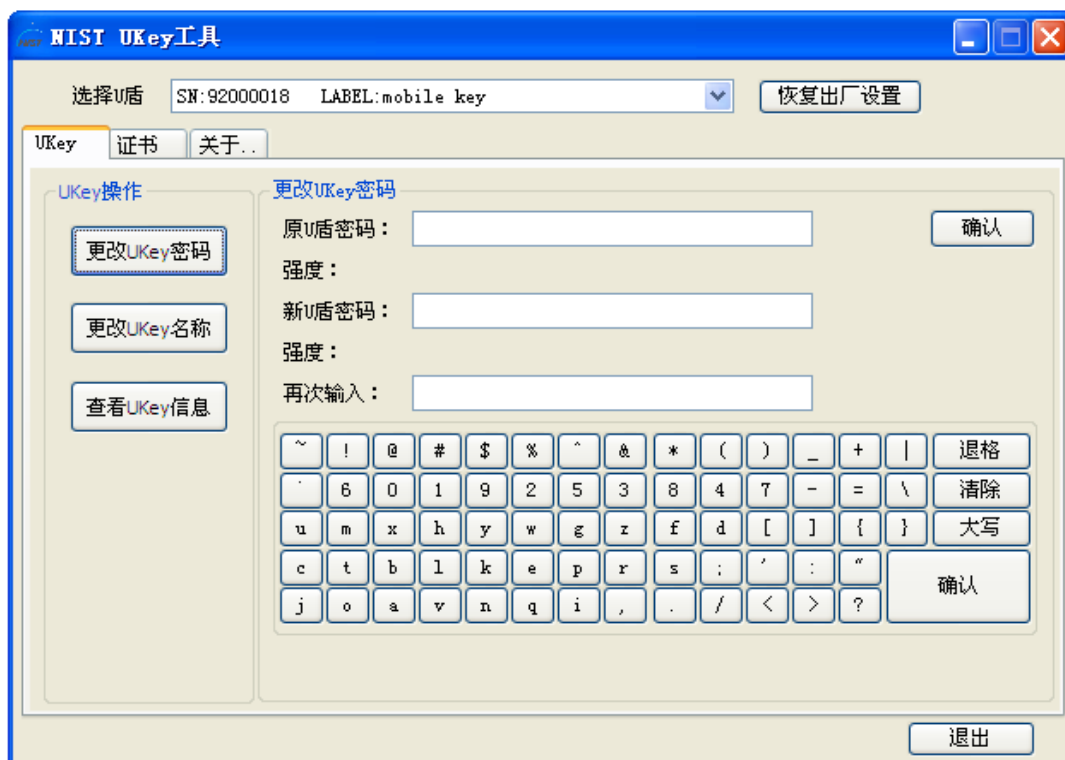 NIST UKey工具
选择U盾 SN:92000018 LABEL:mobile key 恢复出厂设置
UKey 证书 关于..
UKey操作
更改UKey密码
更改UKey名称
查看UKey信息
更改UKey密码
原U盾密码： 确认
强度：
新U盾密码：
强度：
再次输入：
~ ! @ # $ % ^ & * ( ) _ + | 退格
` 6 0 1 9 2 5 3 8 4 7 - = \ 清除
u m x h y w g z f d [ ] { } 大写
c t b l k e p r s ; ' : " 确认
j o a v n q i , . / < > ?
退出